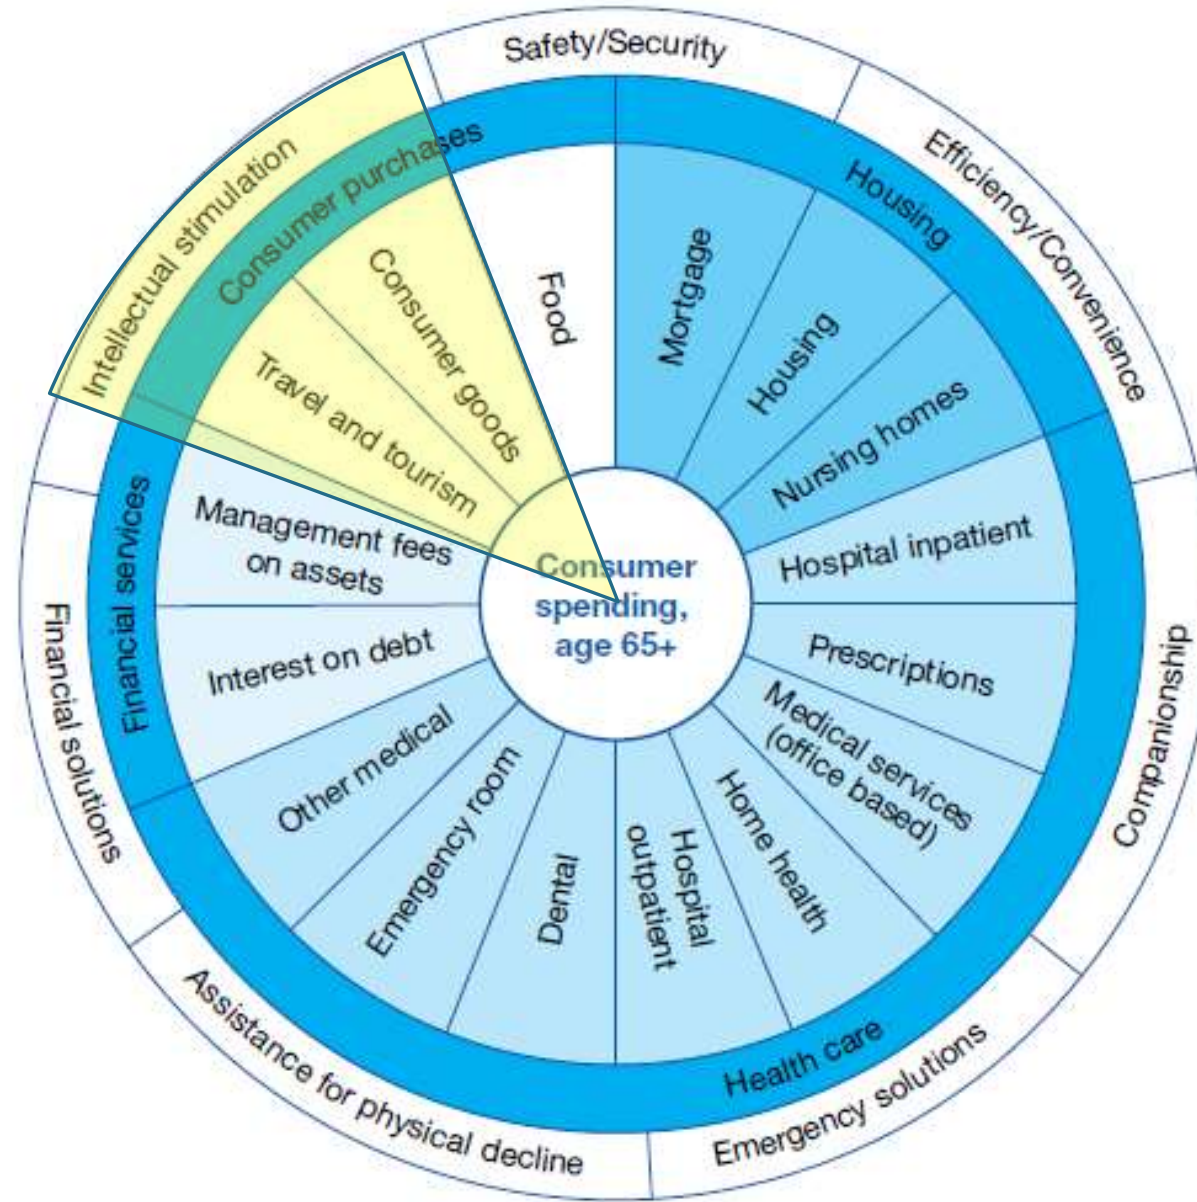 Safety/Security
Efficiency/Convenience
Companionship
Emergency solutions
Assistance for physical decline
Financial solutions
Intellectual stimulation
Consumer purchases
Housing
Health care
Financial services
Food
Mortgage
Housing
Nursing homes
Hospital inpatient
Prescriptions
Medical services
(office based)
Home health
Hospital
outpatient
Dental
Emergency room
Other medical
Interest on debt
Management fees
on assets
Travel and tourism
Consumer goods
Consumer
spending,
age 65+